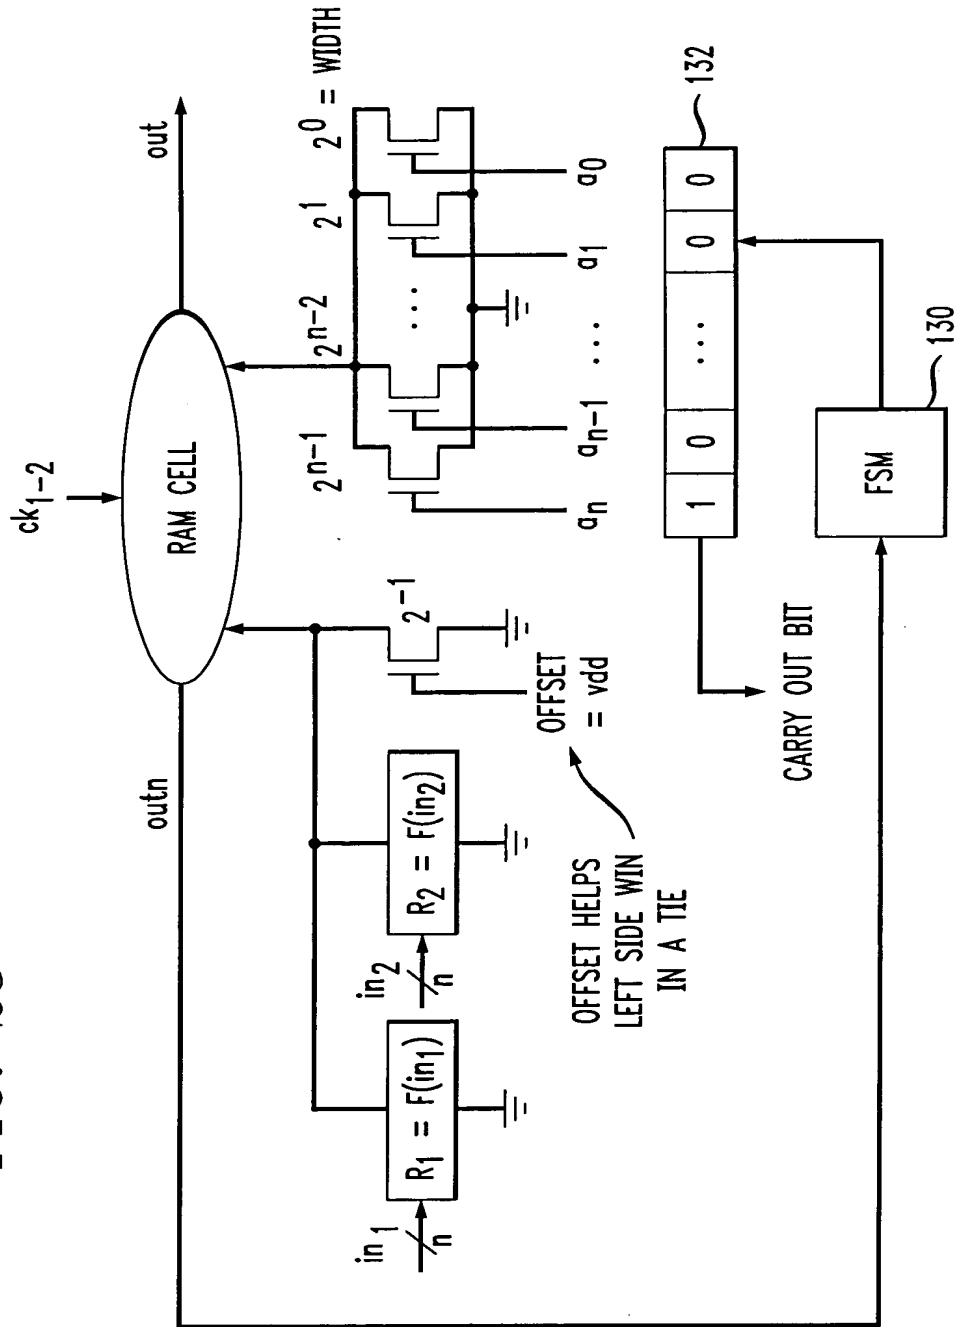 ck1-2
outn
RAM CELL
out
2^n-1
2^n-2
2^1
2^0 = WIDTH
...
2^-1
R1 = F(in1)
R2 = F(in2)
in1
n
in2
n
OFFSET
= vdd
OFFSET HELPS
LEFT SIDE WIN
IN A TIE
an
an-1
...
a1
a0
1 0 ... 0 0
132
CARRY OUT BIT
FSM
130